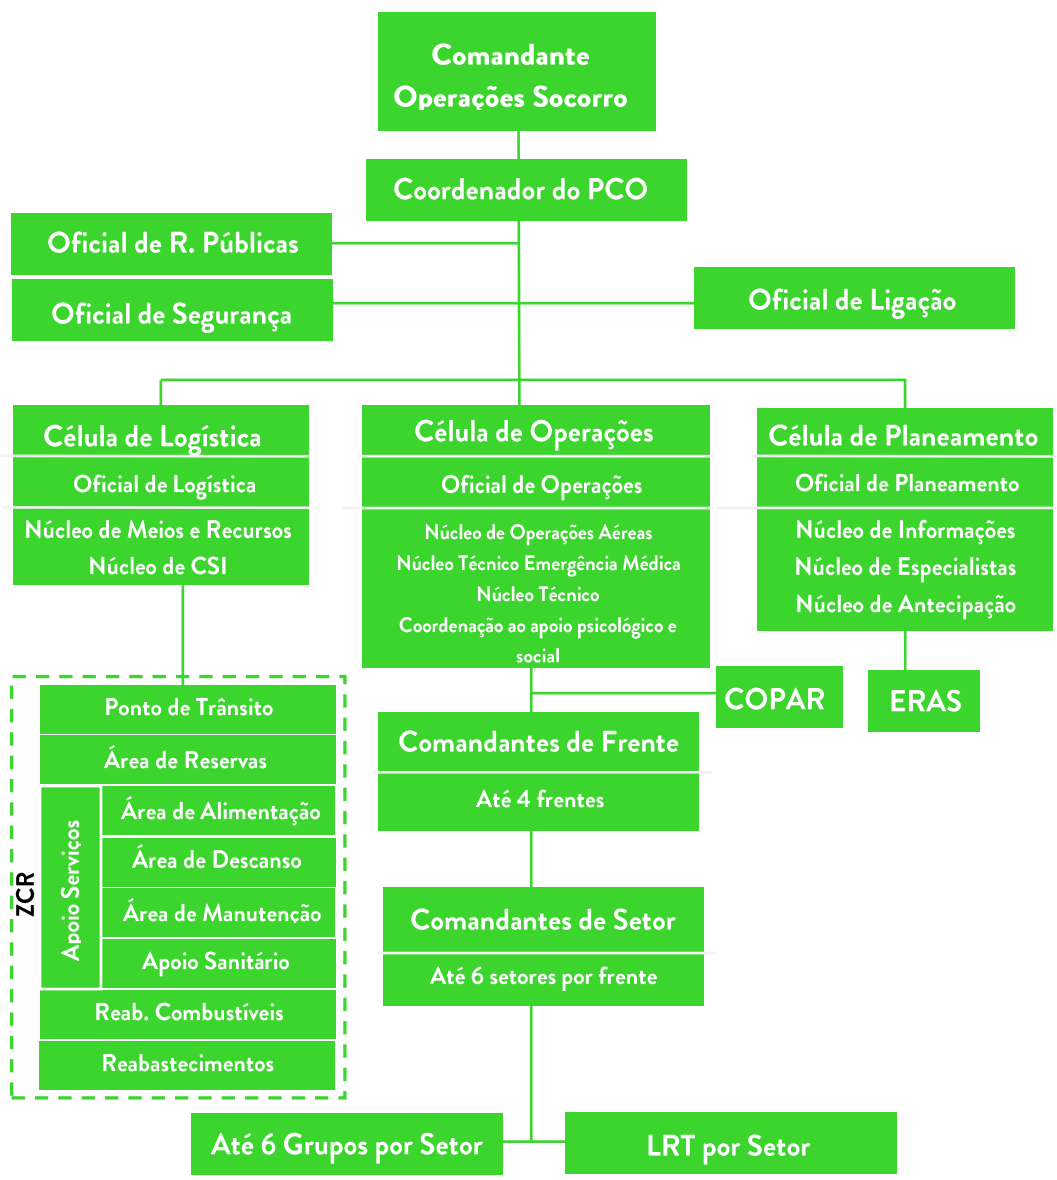 Comandante
Operações Socorro
Coordenador do PCO
Oficial de R. Públicas
Oficial de Segurança
Oficial de Ligação
Célula de Logística
Oficial de Logística
Núcleo de Meios e Recursos
Núcleo de CSI
Célula de Operações
Oficial de Operações
Núcleo de Operações Aéreas
Núcleo Técnico Emergência Médica
Núcleo Técnico
Coordenação ao apoio psicológico e
social
Célula de Planeamento
Oficial de Planeamento
Núcleo de Informações
Núcleo de Especialistas
Núcleo de Antecipação
COPAR
ERAS
ZCR
Ponto de Trânsito
Área de Reservas
Apoio Serviços
Área de Alimentação
Área de Descanso
Área de Manutenção
Apoio Sanitário
Reab. Combustíveis
Reabastecimentos
Comandantes de Frente
Até 4 frentes
Comandantes de Setor
Até 6 setores por frente
Até 6 Grupos por Setor
LRT por Setor